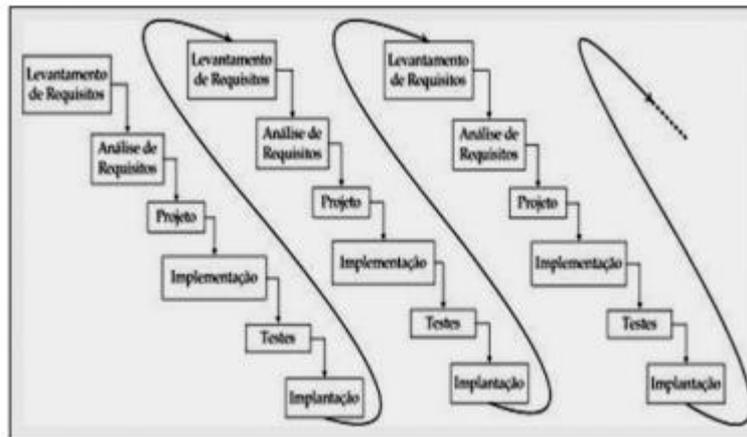 Levantamento
de Requisitos
Análise de
Requisitos
Projeto
Implementação
Testes
Implantação
Levantamento
de Requisitos
Análise de
Requisitos
Projeto
Implementação
Testes
Implantação
Levantamento
de Requisitos
Análise de
Requisitos
Projeto
Implementação
Testes
Implantação